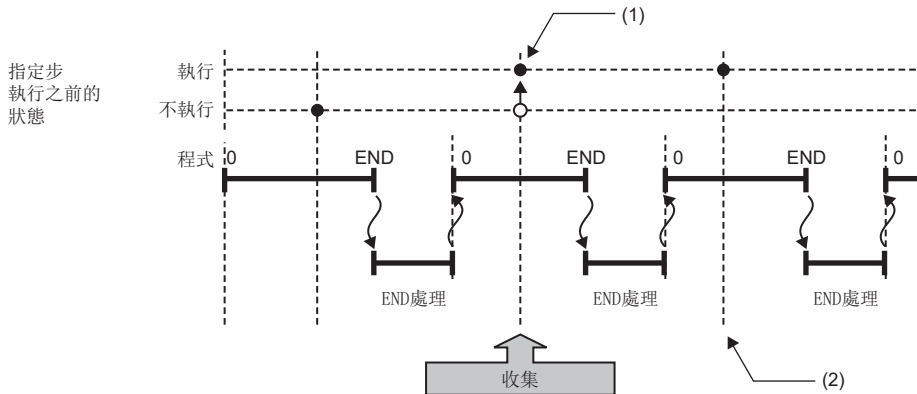 (1)
指定步
執行之前的
狀態
執行
不執行
程式 0 END 0 END 0 END 0
END處理 END處理 END處理
收集
(2)